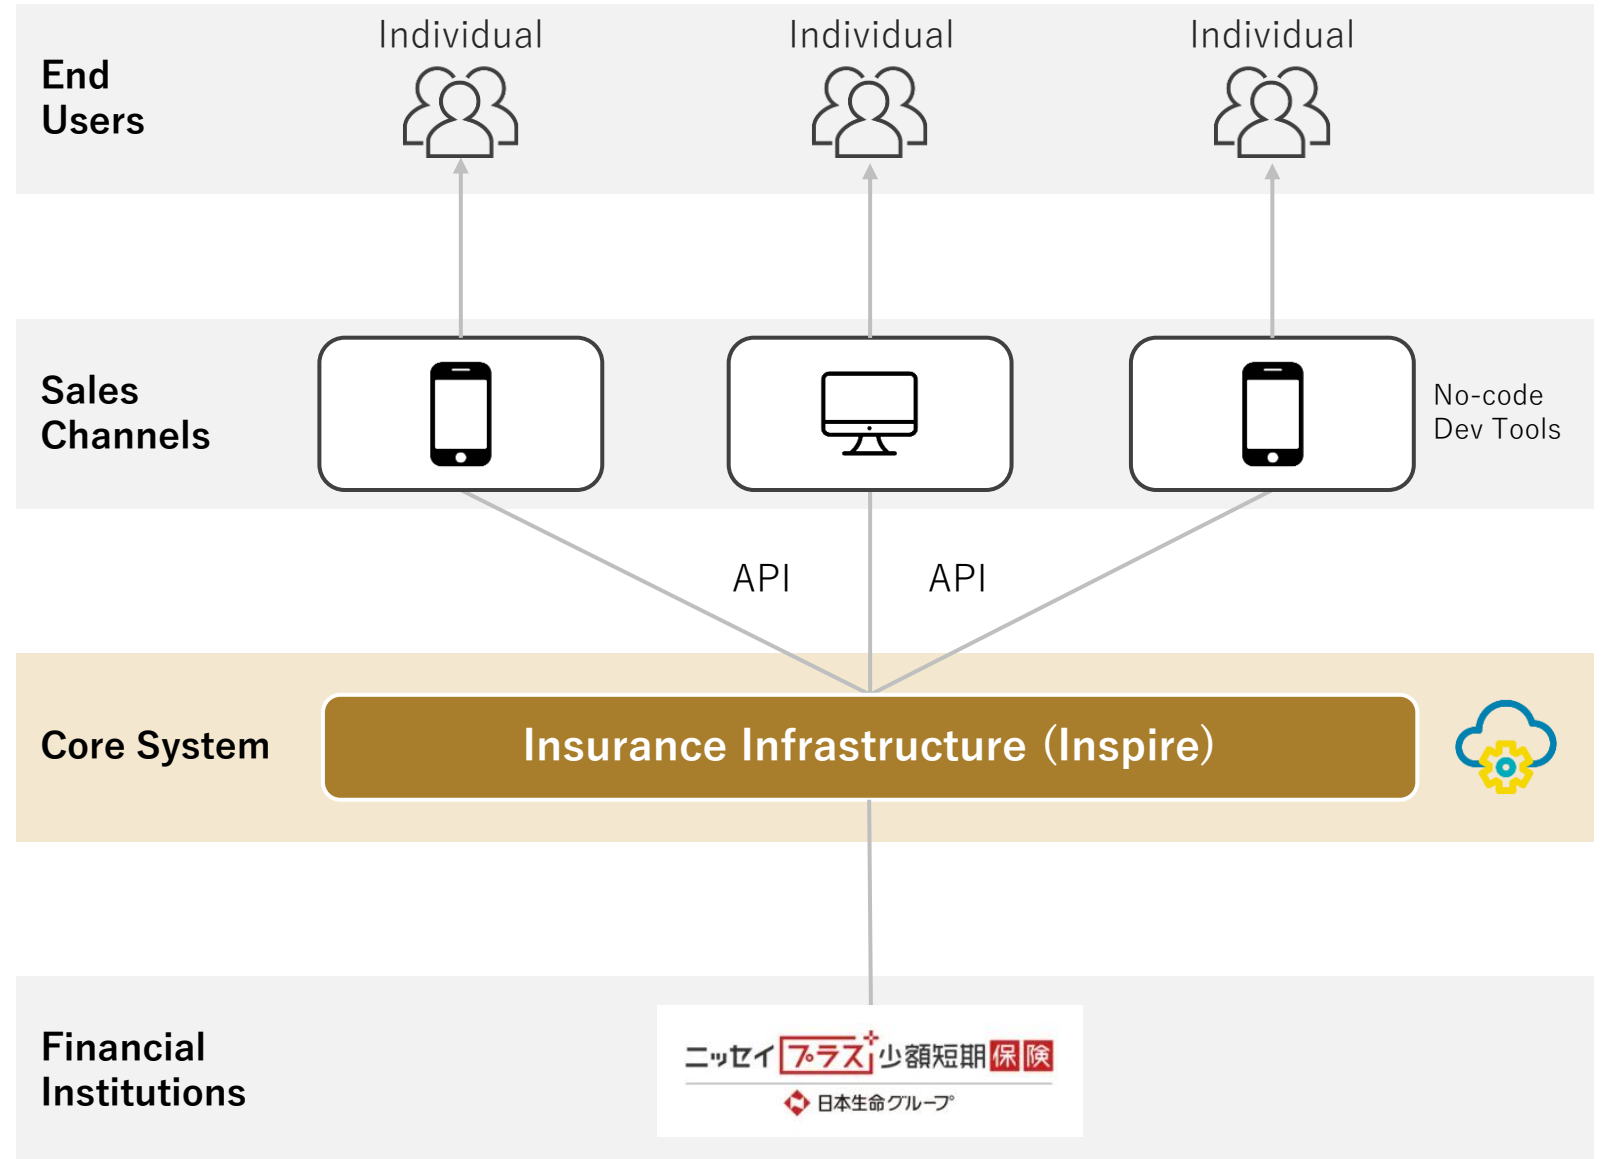 Individual
Individual
Individual
End
Users
Sales
Channels
No-code
Dev Tools
API
API
Core System
Insurance Infrastructure (Inspire)
Financial
Institutions
ニッセイプラス少額短期保険
日本生命グループ